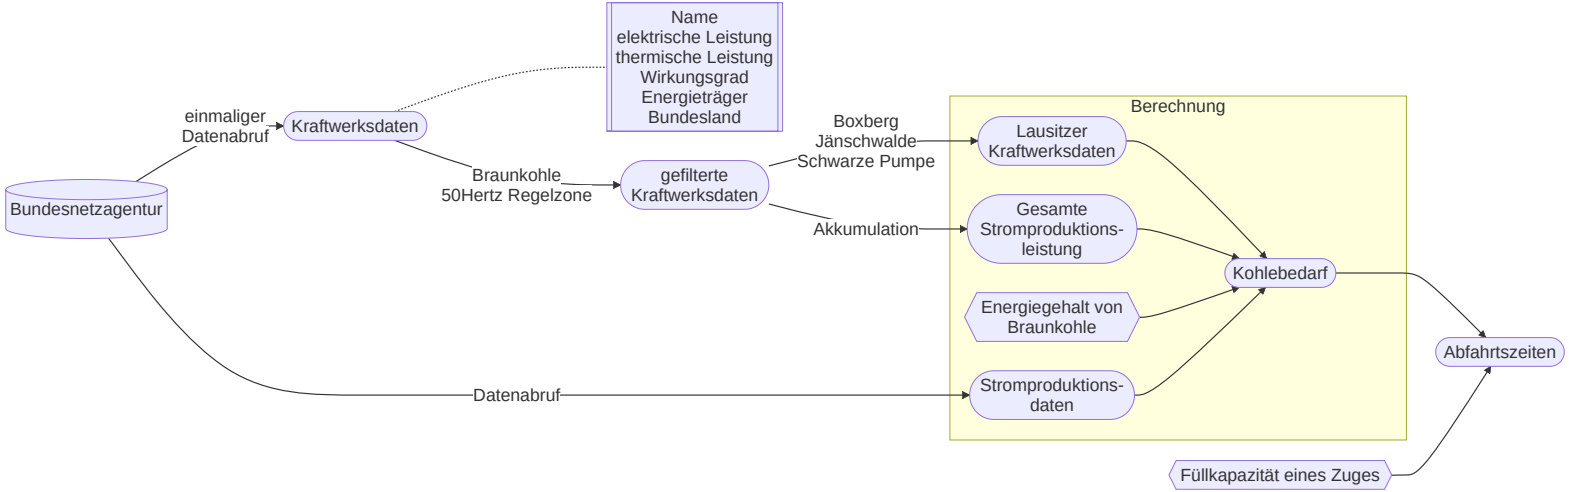 Name
elektrische Leistung
thermische Leistung
Wirkungsgrad
Energieträger
Bundesland
einmaliger
Datenabruf
Kraftwerksdaten
Bundesnetzagentur
Braunkohle
50Hertz Regelzone
gefilterte
Kraftwerksdaten
Boxberg
Jänschwalde
Schwarze Pumpe
Akkumulation
Datenabruf
Berechnung
Lausitzer
Kraftwerksdaten
Gesamte
Stromproduktions-
leistung
Energiegehalt von
Braunkohle
Stromproduktions-
daten
Kohlebedarf
Abfahrtszeiten
Füllkapazität eines Zuges